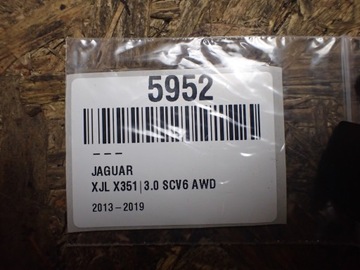 5952
---
JAGUAR
XJL X351|3.0 SCV6 AWD
2013-2019